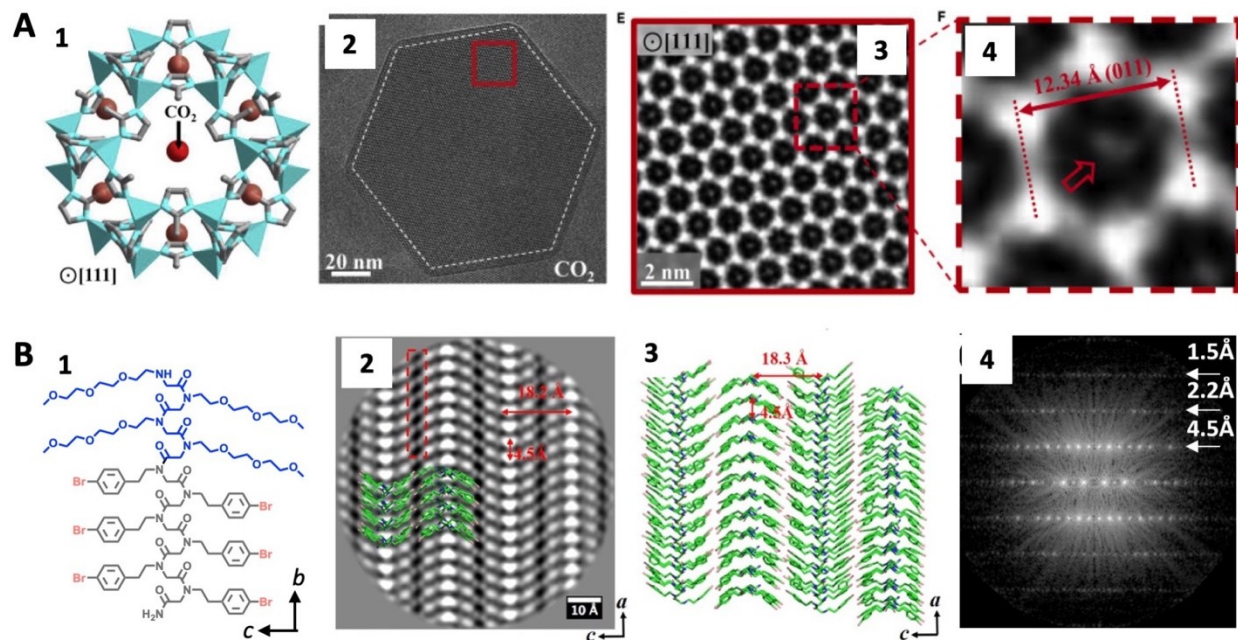 A
1
CO₂
⊙[111]
2
20 nm
CO₂
E
⊙[111]
3
2 nm
F
4
12.34 Å (011)
B
1
O
O
O
NH
O
N
O
O
O
O
O
O
O
N
O
N
O
O
O
O
Br
N
O
O
N
Br
Br
N
O
O
N
Br
Br
N
O
O
N
Br
H₂N
O
b
c
2
18.2 Å
4.5Å
10 Å
a
c
3
18.3 Å
4.5Å
a
c
4
1.5Å
2.2Å
4.5Å